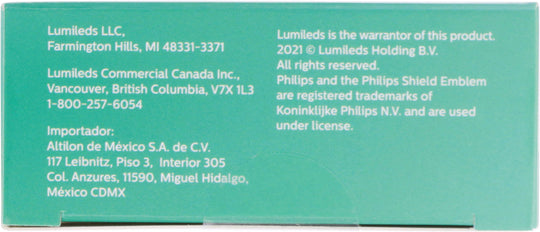 Lumileds LLC,
Farmington Hills, MI 48331-3371
Lumileds Commercial Canada Inc.,
Vancouver, British Columbia, V7X 1L3
1-800-257-6054
Importador:
Altilon de México S.A. de C.V.
117 Leibnitz, Piso 3, Interior 305
Col. Anzures, 11590, Miguel Hidalgo,
México CDMX
Lumileds is the warrantor of this product.
2021 © Lumileds Holding B.V.
All rights reserved.
Philips and the Philips Shield Emblem
are registered trademarks of
Koninklijke Philips N.V. and are used
under license.